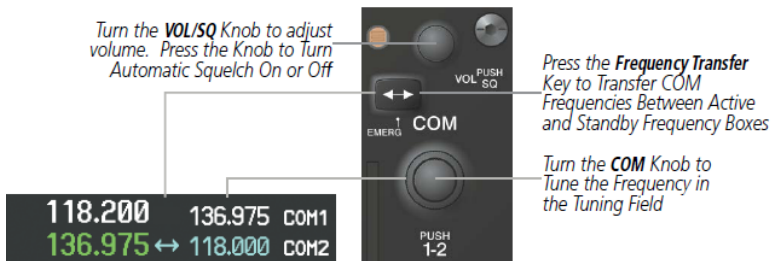 Turn the VOL/SQ Knob to adjust
volume. Press the Knob to Turn
Automatic Squelch On or Off
VOL PUSH
SQ
Press the Frequency Transfer
Key to Transfer COM
Frequencies Between Active
and Standby Frequency Boxes
EMERG COM
Turn the COM Knob to
Tune the Frequency in
the Tuning Field
118.200 136.975 COM1
136.975 ↔ 118.000 COM2
PUSH
1-2